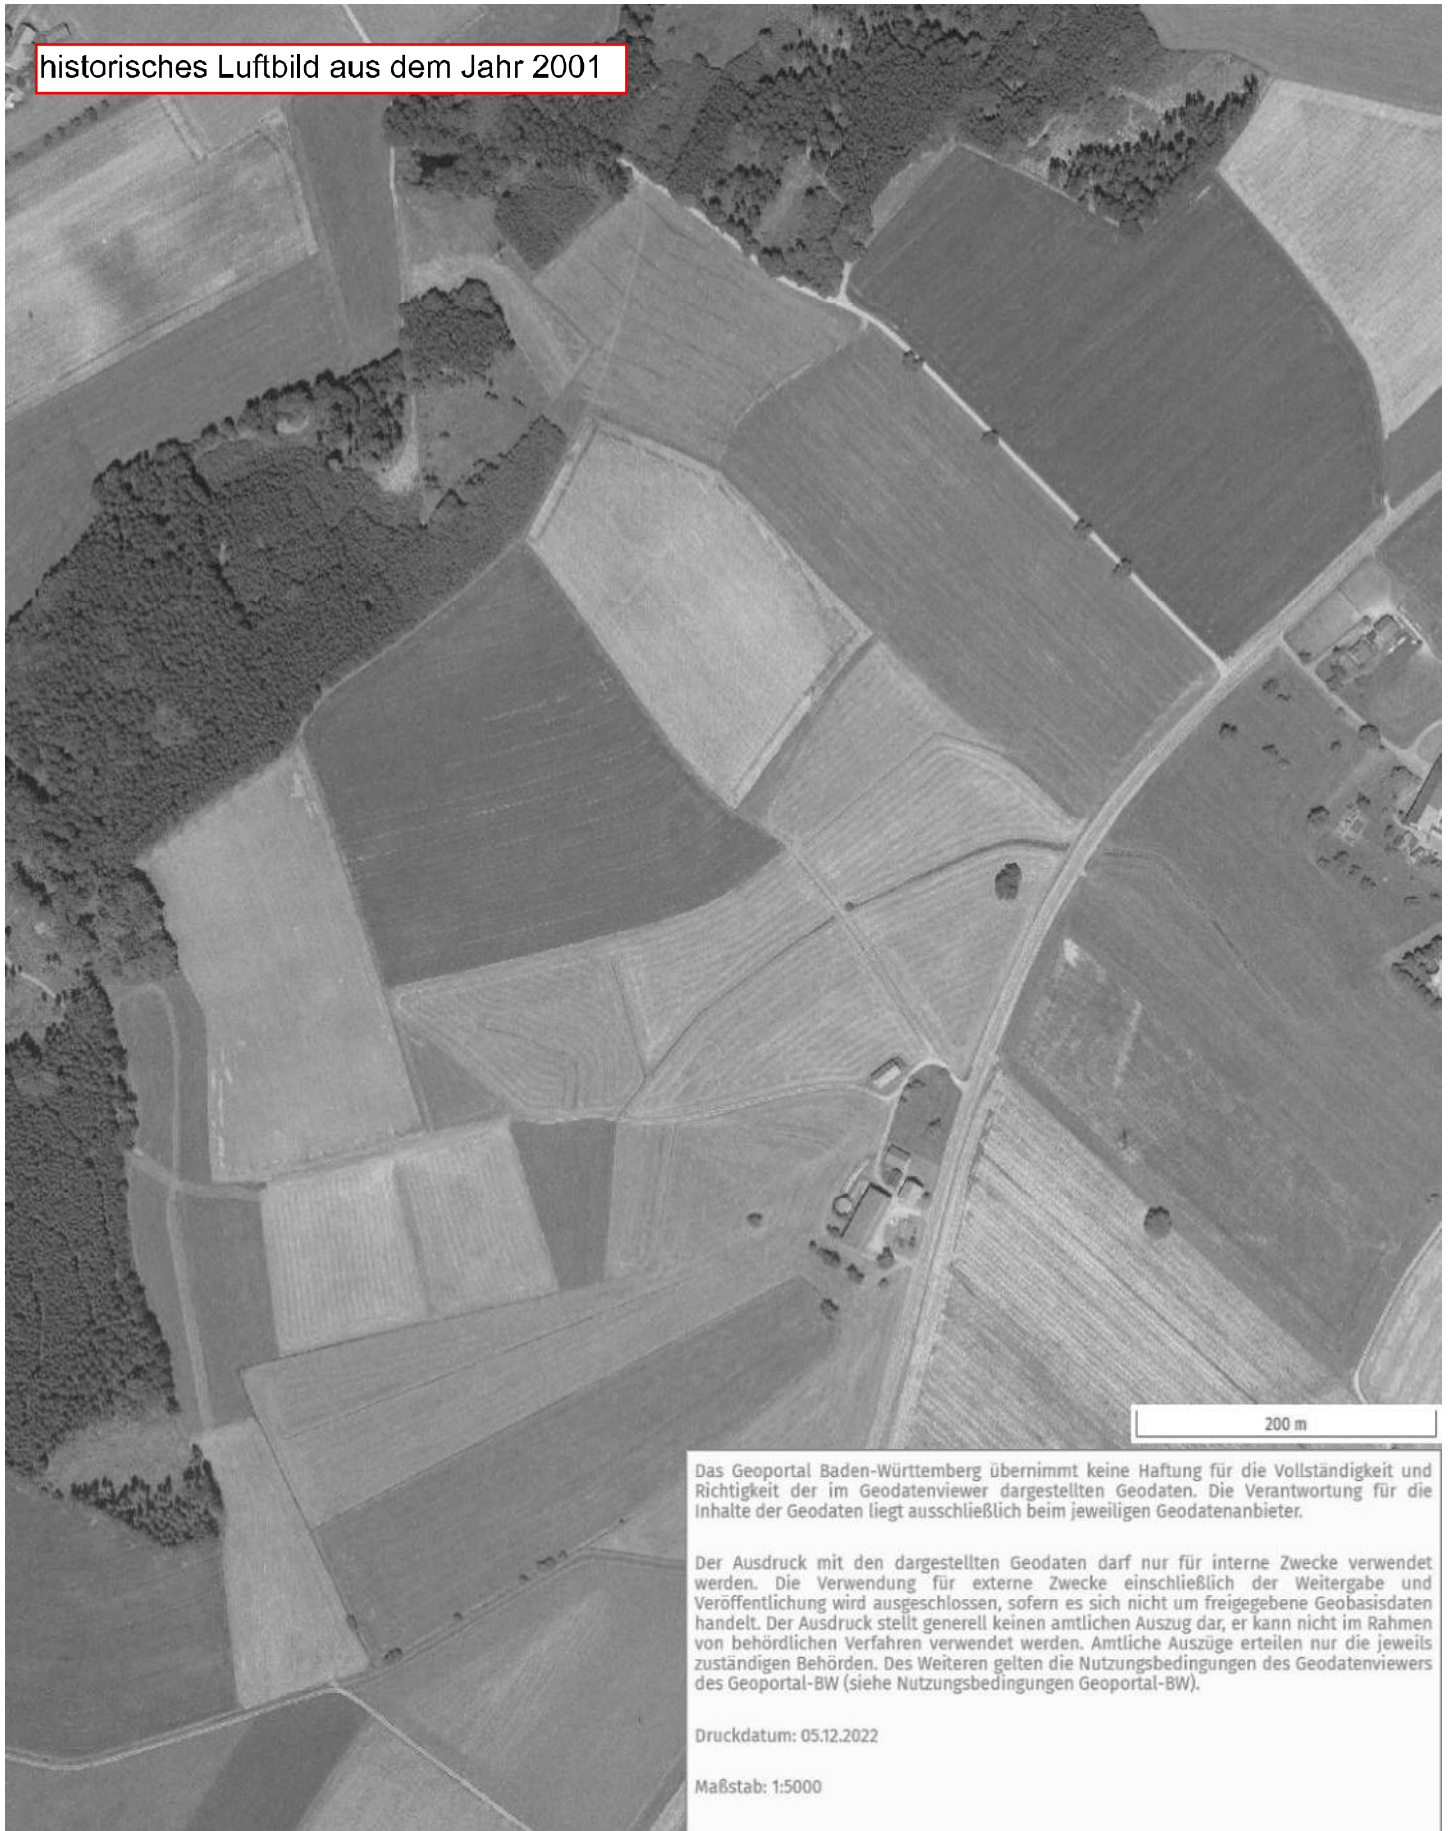 historisches Luftbild aus dem Jahr 2001
200 m
Das Geoportal Baden-Württemberg übernimmt keine Haftung für die Vollständigkeit und
Richtigkeit der im Geodatenviewer dargestellten Geodaten. Die Verantwortung für die
Inhalte der Geodaten liegt ausschließlich beim jeweiligen Geodatenanbieter.
Der Ausdruck mit den dargestellten Geodaten darf nur für interne Zwecke verwendet
werden. Die Verwendung für externe Zwecke einschließlich der Weitergabe und
Veröffentlichung wird ausgeschlossen, sofern es sich nicht um freigegebene Geobasisdaten
handelt. Der Ausdruck stellt generell keinen amtlichen Auszug dar, er kann nicht im Rahmen
von behördlichen Verfahren verwendet werden. Amtliche Auszüge erteilen nur die jeweils
zuständigen Behörden. Des Weiteren gelten die Nutzungsbedingungen des Geodatenviewers
des Geoportal-BW (siehe Nutzungsbedingungen Geoportal-BW).
Druckdatum: 05.12.2022
Maßstab: 1:5000